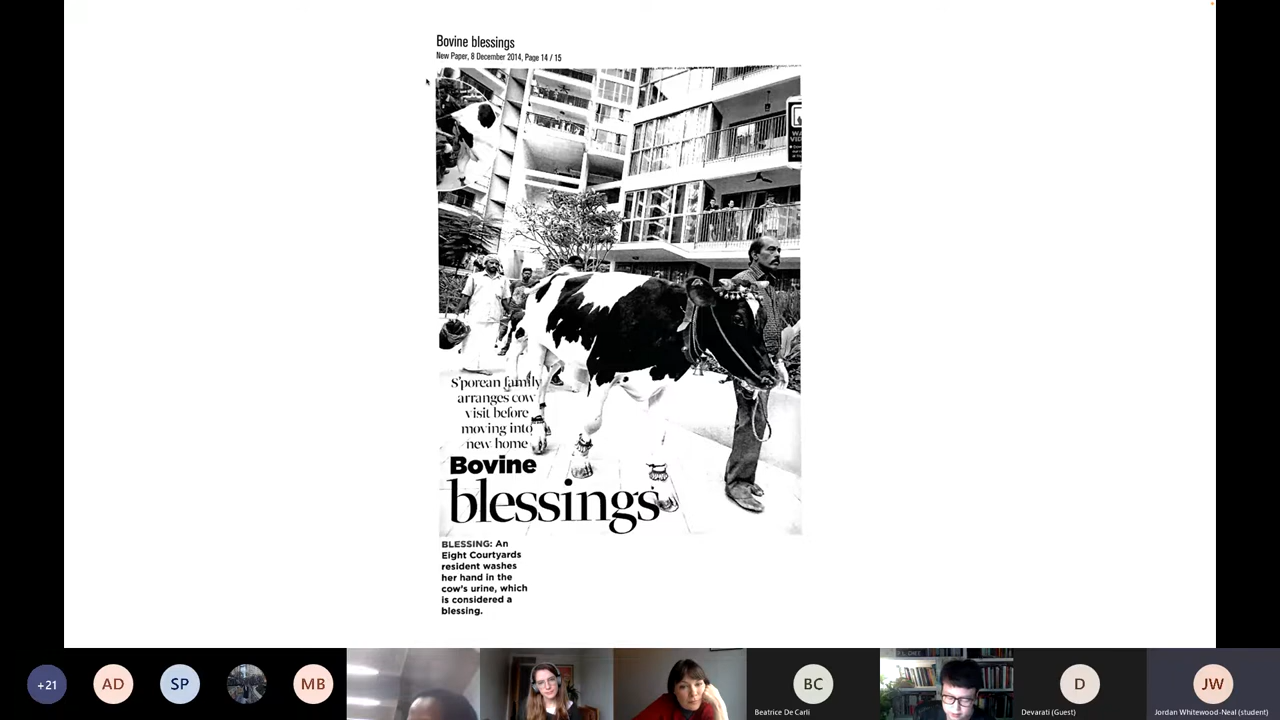 Bovine blessings
New Paper, 8 December 2014, Page 14 / 15
S'porean family
arranges cow
visit before
moving into
new home
Bovine
blessings
BLESSING: An
Eight Courtyards
resident washes
her hand in the
cow's urine, which
is considered a
blessing.
+21
AD
SP
MB
BC
Beatrice De Carli
D
Devarati (Guest)
JW
Jordan Whitewood-Neal (student)